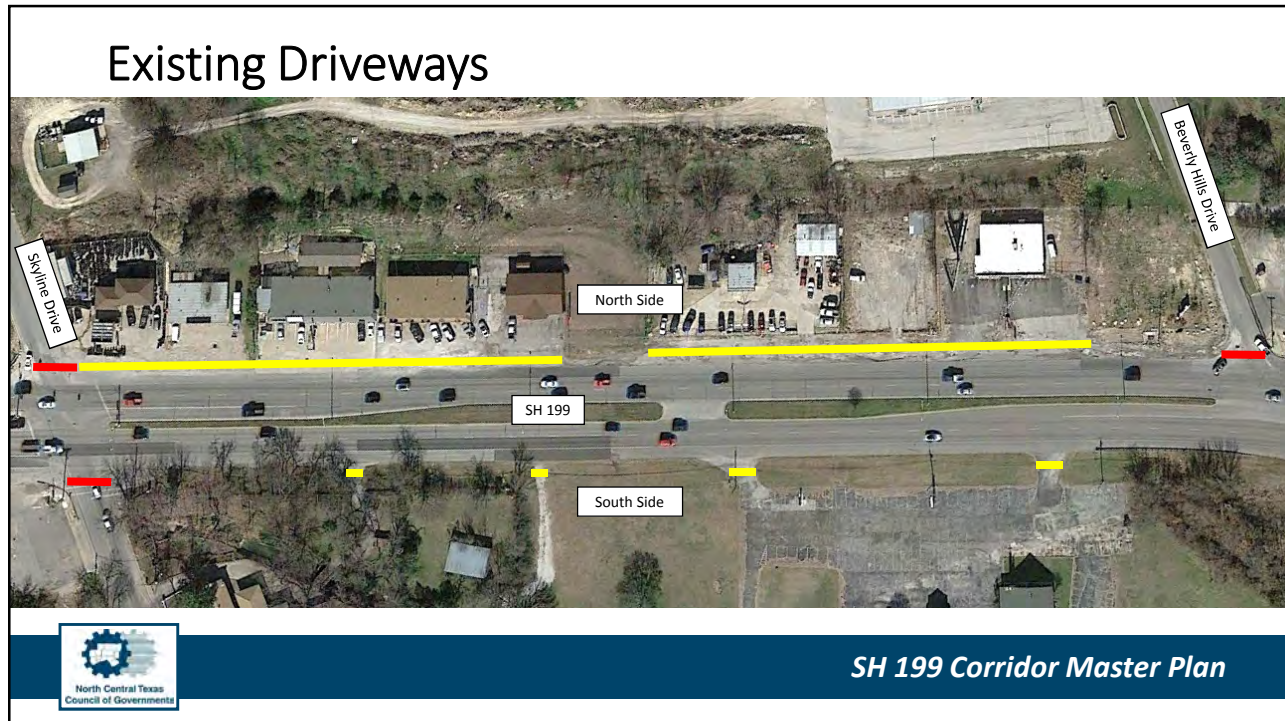 Existing Driveways
Skyline Drive
Beverly Hills Drive
North Side
SH 199
South Side
North Central Texas
Council of Governments
SH 199 Corridor Master Plan